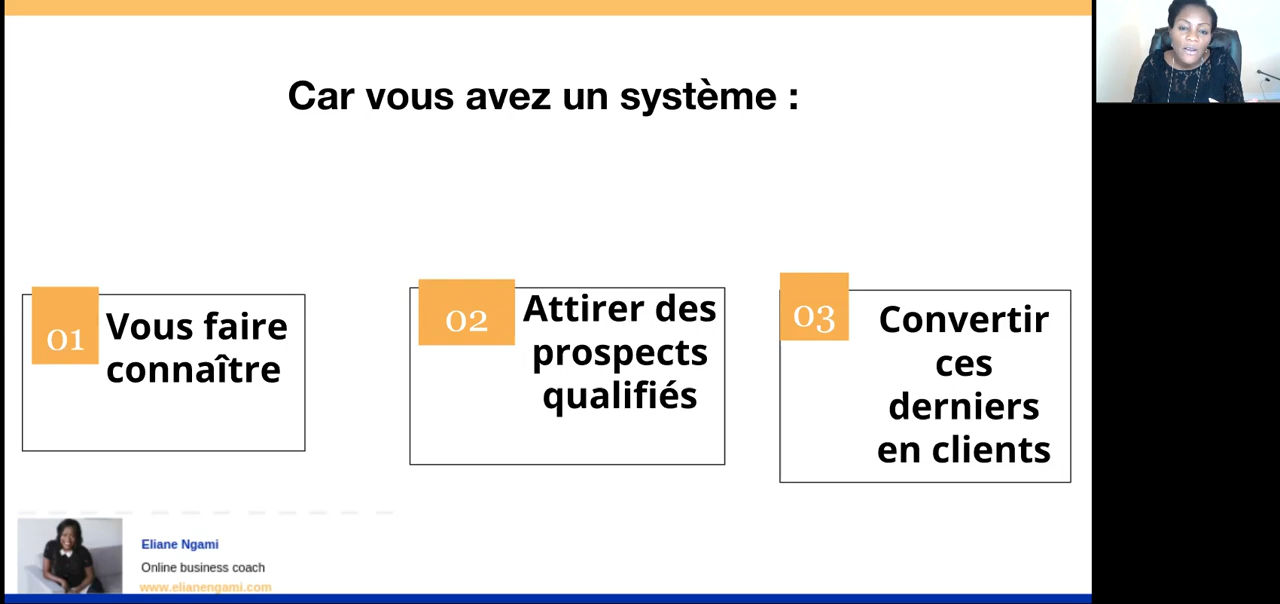 Car vous avez un système :
01
Vous faire
connaître
02
Attirer des
prospects
qualifiés
03
Convertir
ces
derniers
en clients
Eliane Ngami
Online business coach
www.elianengami.com